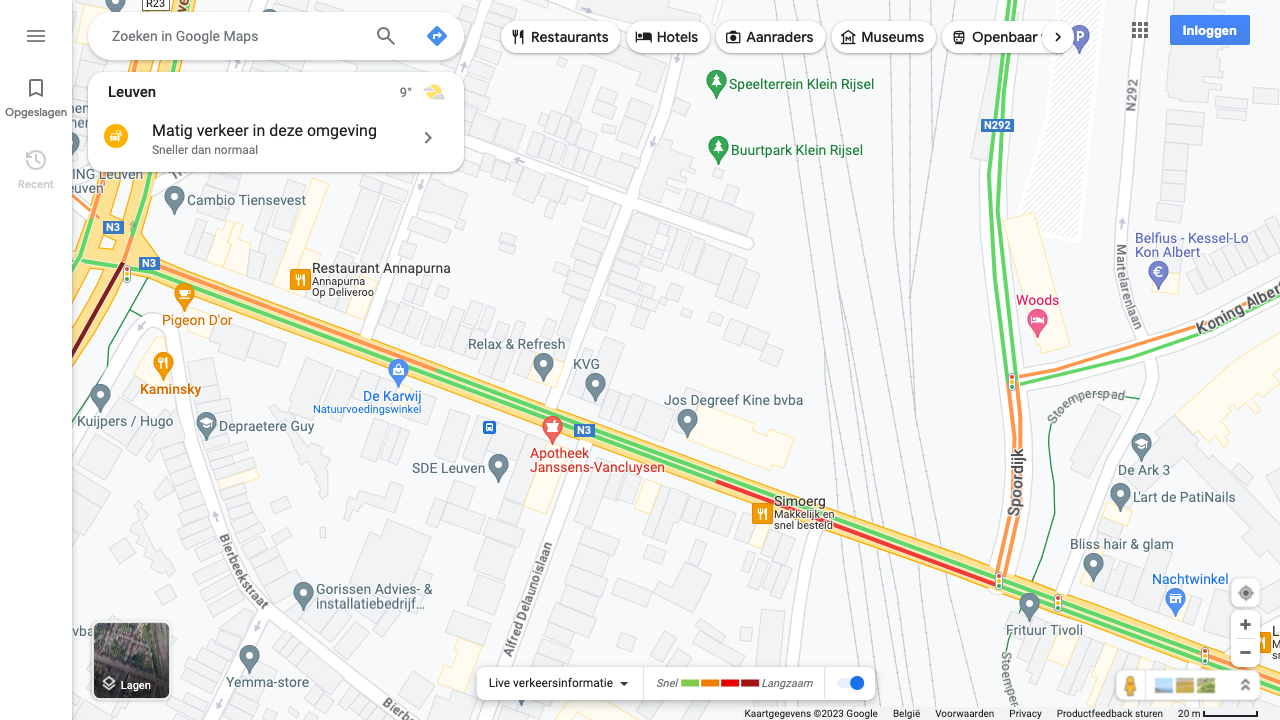 R23
Zoeken in Google Maps
Restaurants
Hotels
Aanraders
Museums
Openbaar
P
Inloggen
Opgeslagen
Recent
Leuven
9°
Matig verkeer in deze omgeving
Sneller dan normaal
Speelterrein Klein Rijsel
Buurtpark Klein Rijsel
N292
N292
ING Leuven
Cambio Tiensevest
N3
N3
Restaurant Annapurna
Annapurna
Op Deliveroo
Pigeon D'or
Belfius - Kessel-Lo
Kon Albert
Martelarenlaan
Koning Albert
Woods
Relax & Refresh
KVG
Kaminsky
De Karwij
Natuurvoedingswinkel
Jos Degreef Kine bvba
Stoemperspad
Kuijpers / Hugo
Depraetere Guy
N3
Apotheek
Janssens-Vancluysen
SDE Leuven
De Ark 3
Spoordijk
L'art de PatiNails
Simoerg
Makkelijk en
snel besteld
Bliss hair & glam
Bierbeekstraat
Alfred Delaunoislaan
Gorissen Advies- &
Installatiebedrijf...
Nachtwinkel
Frituur Tivoli
Stoemper
Yemma-store
Lagen
Live verkeersinformatie
Snel
Langzaam
Kaartgegevens ©2023 Google
België
Voorwaarden
Privacy
Productfeedback sturen
20 m